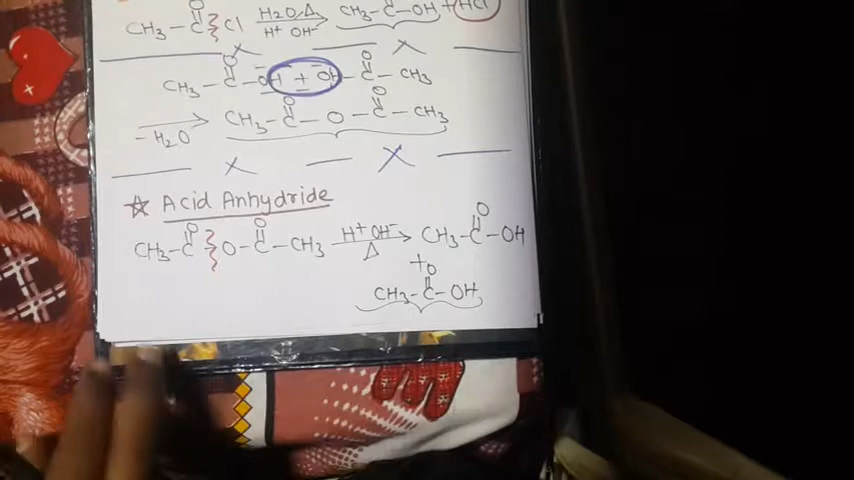 O
CH3 – C Cl H2O, Δ H+ OH– CH3 – C – OH + HCl
O O
CH3 – C – OH + OH – C – CH3
O O
– H2O CH3 – C – O – C – CH3
☆ Acid Anhydride
O O O
CH3 – C O – C – CH3 H+ OH– Δ CH3 – C – OH
+
O
CH3 – C – OH